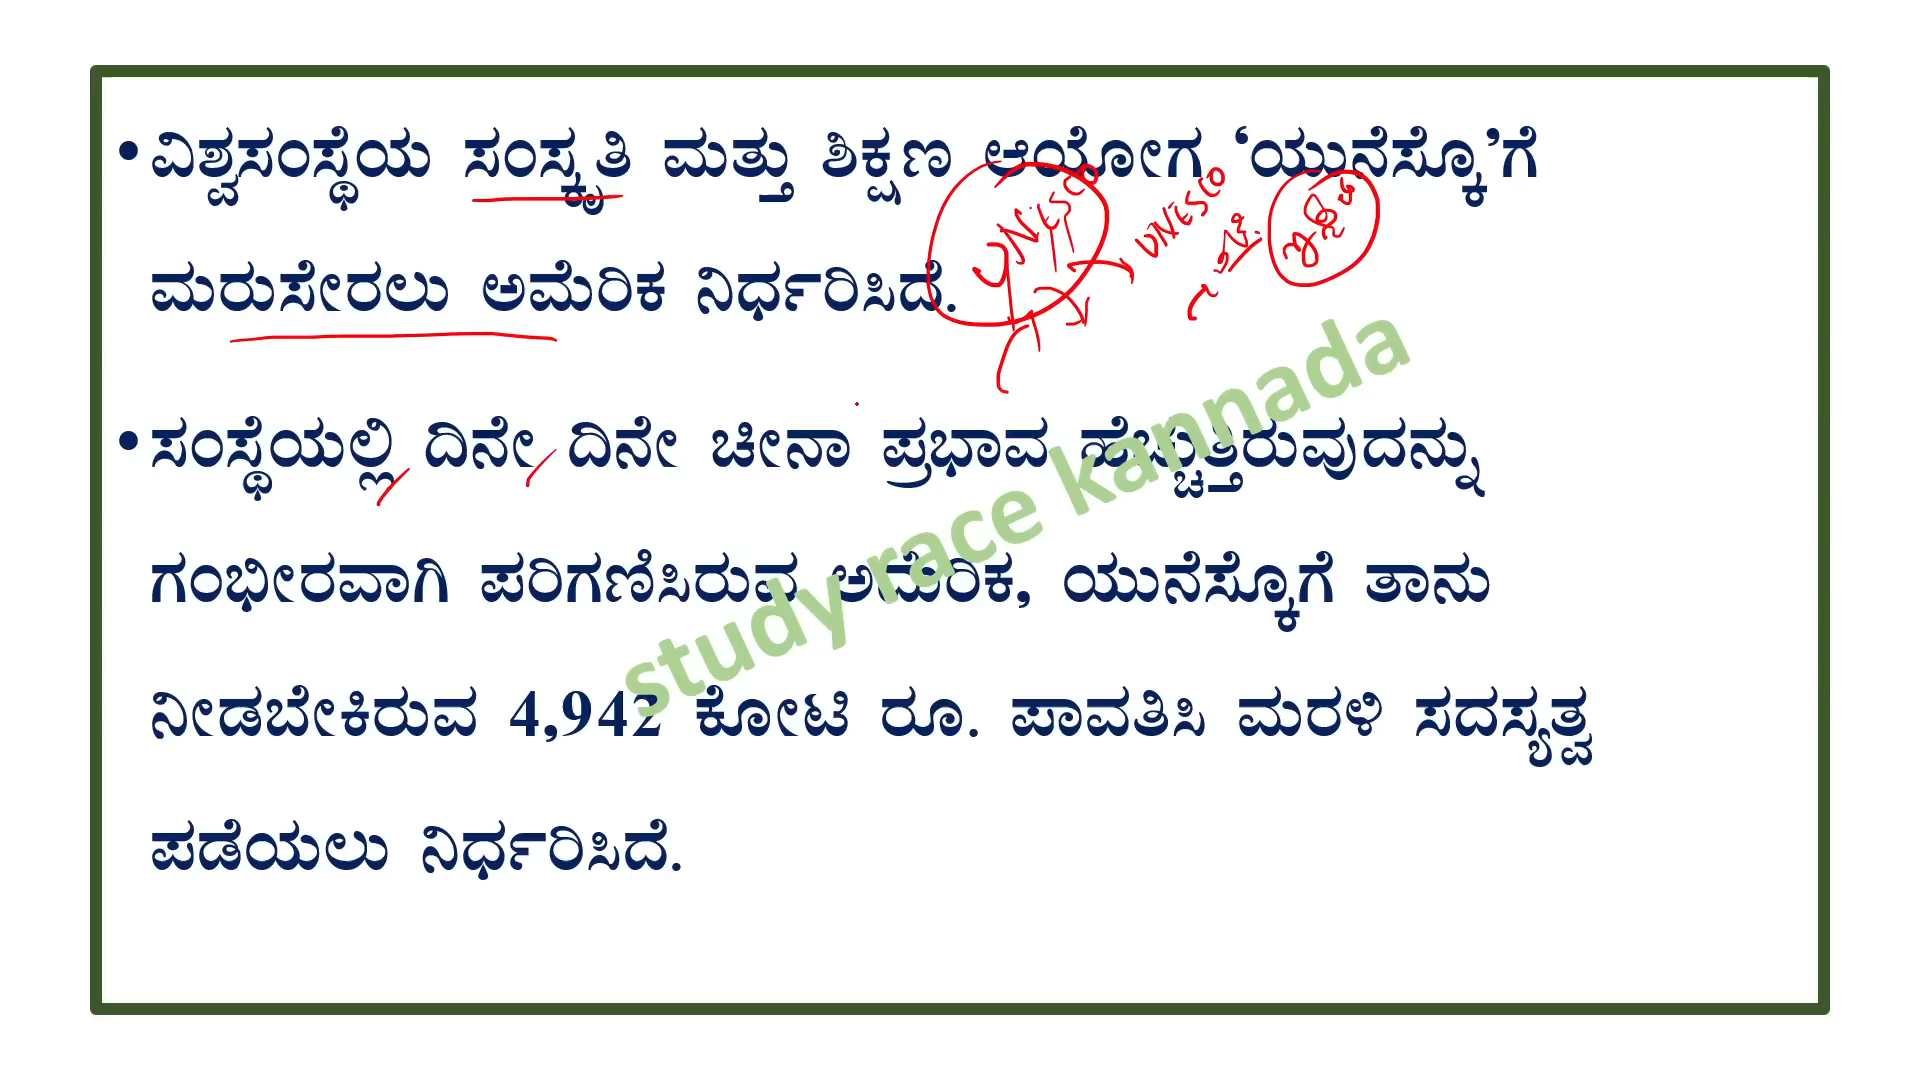 •ವಿಶ್ವಸಂಸ್ಥೆಯ ಸಂಸ್ಕೃತಿ ಮತ್ತು ಶಿಕ್ಷಣ ಆಯೋಗ ‘ಯುನೆಸ್ಕೊ’ಗೆ
ಮರುಸೇರಲು ಅಮೆರಿಕ ನಿರ್ಧರಿಸಿದೆ.
UNESCO
UNESCO
•ಸಂಸ್ಥೆಯಲ್ಲಿ ದಿನೇ ದಿನೇ ಚೀನಾ ಪ್ರಭಾವ ಹೆಚ್ಚುತ್ತಿರುವುದನ್ನು
ಗಂಭೀರವಾಗಿ ಪರಿಗಣಿಸಿರುವ ಅಮೆರಿಕ, ಯುನೆಸ್ಕೊಗೆ ತಾನು
ನೀಡಬೇಕಿರುವ 4,942 ಕೋಟಿ ರೂ. ಪಾವತಿಸಿ ಮರಳಿ ಸದಸ್ಯತ್ವ
ಪಡೆಯಲು ನಿರ್ಧರಿಸಿದೆ.
study race kannada